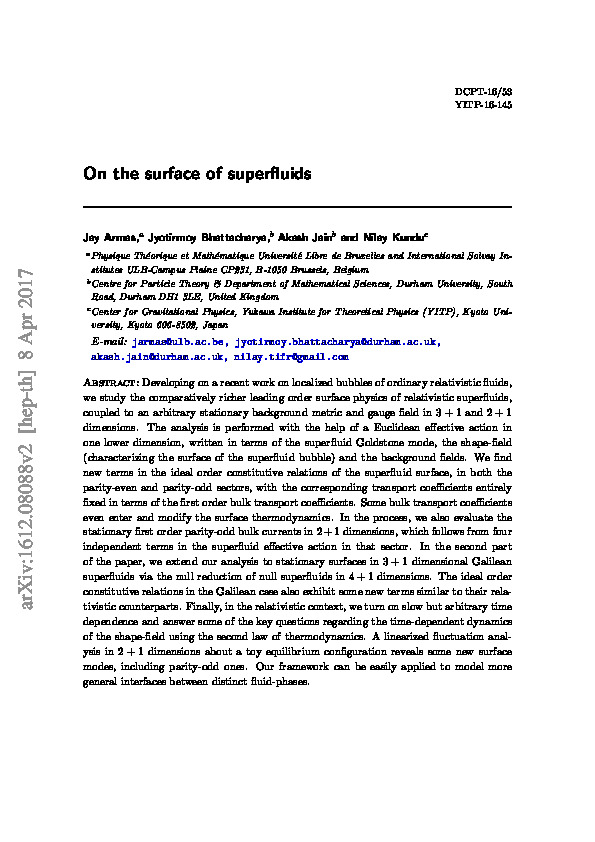 DCPT-16/53
YITP-16-145
On the surface of superfluids
Jay Armas,ᵃ Jyotirmoy Bhattacharya,ᵇ Akash Jainᵇ and Nilay Kunduᶜ
ᵃPhysique Théorique et Mathématique Université Libre de Bruxelles and International Solvay In-
stitutes ULB-Campus Plaine CP231, B-1050 Brussels, Belgium
ᵇCentre for Particle Theory & Department of Mathematical Sciences, Durham University, South
Road, Durham DH1 3LE, United Kingdom
ᶜCenter for Gravitational Physics, Yukawa Institute for Theoretical Physics (YITP), Kyoto Uni-
versity, Kyoto 606-8502, Japan
E-mail: jarmas@ulb.ac.be, jyotirmoy.bhattacharya@durham.ac.uk,
akash.jain@durham.ac.uk, nilay.tifr@gmail.com
Abstract: Developing on a recent work on localized bubbles of ordinary relativistic fluids,
we study the comparatively richer leading order surface physics of relativistic superfluids,
coupled to an arbitrary stationary background metric and gauge field in 3 + 1 and 2 + 1
dimensions. The analysis is performed with the help of a Euclidean effective action in
one lower dimension, written in terms of the superfluid Goldstone mode, the shape-field
(characterizing the surface of the superfluid bubble) and the background fields. We find
new terms in the ideal order constitutive relations of the superfluid surface, in both the
parity-even and parity-odd sectors, with the corresponding transport coefficients entirely
fixed in terms of the first order bulk transport coefficients. Some bulk transport coefficients
even enter and modify the surface thermodynamics. In the process, we also evaluate the
stationary first order parity-odd bulk currents in 2 + 1 dimensions, which follows from four
independent terms in the superfluid effective action in that sector. In the second part
of the paper, we extend our analysis to stationary surfaces in 3 + 1 dimensional Galilean
superfluids via the null reduction of null superfluids in 4 + 1 dimensions. The ideal order
constitutive relations in the Galilean case also exhibit some new terms similar to their rela-
tivistic counterparts. Finally, in the relativistic context, we turn on slow but arbitrary time
dependence and answer some of the key questions regarding the time-dependent dynamics
of the shape-field using the second law of thermodynamics. A linearized fluctuation anal-
ysis in 2 + 1 dimensions about a toy equilibrium configuration reveals some new surface
modes, including parity-odd ones. Our framework can be easily applied to model more
general interfaces between distinct fluid-phases.
arXiv:1612.08088v2 [hep-th] 8 Apr 2017